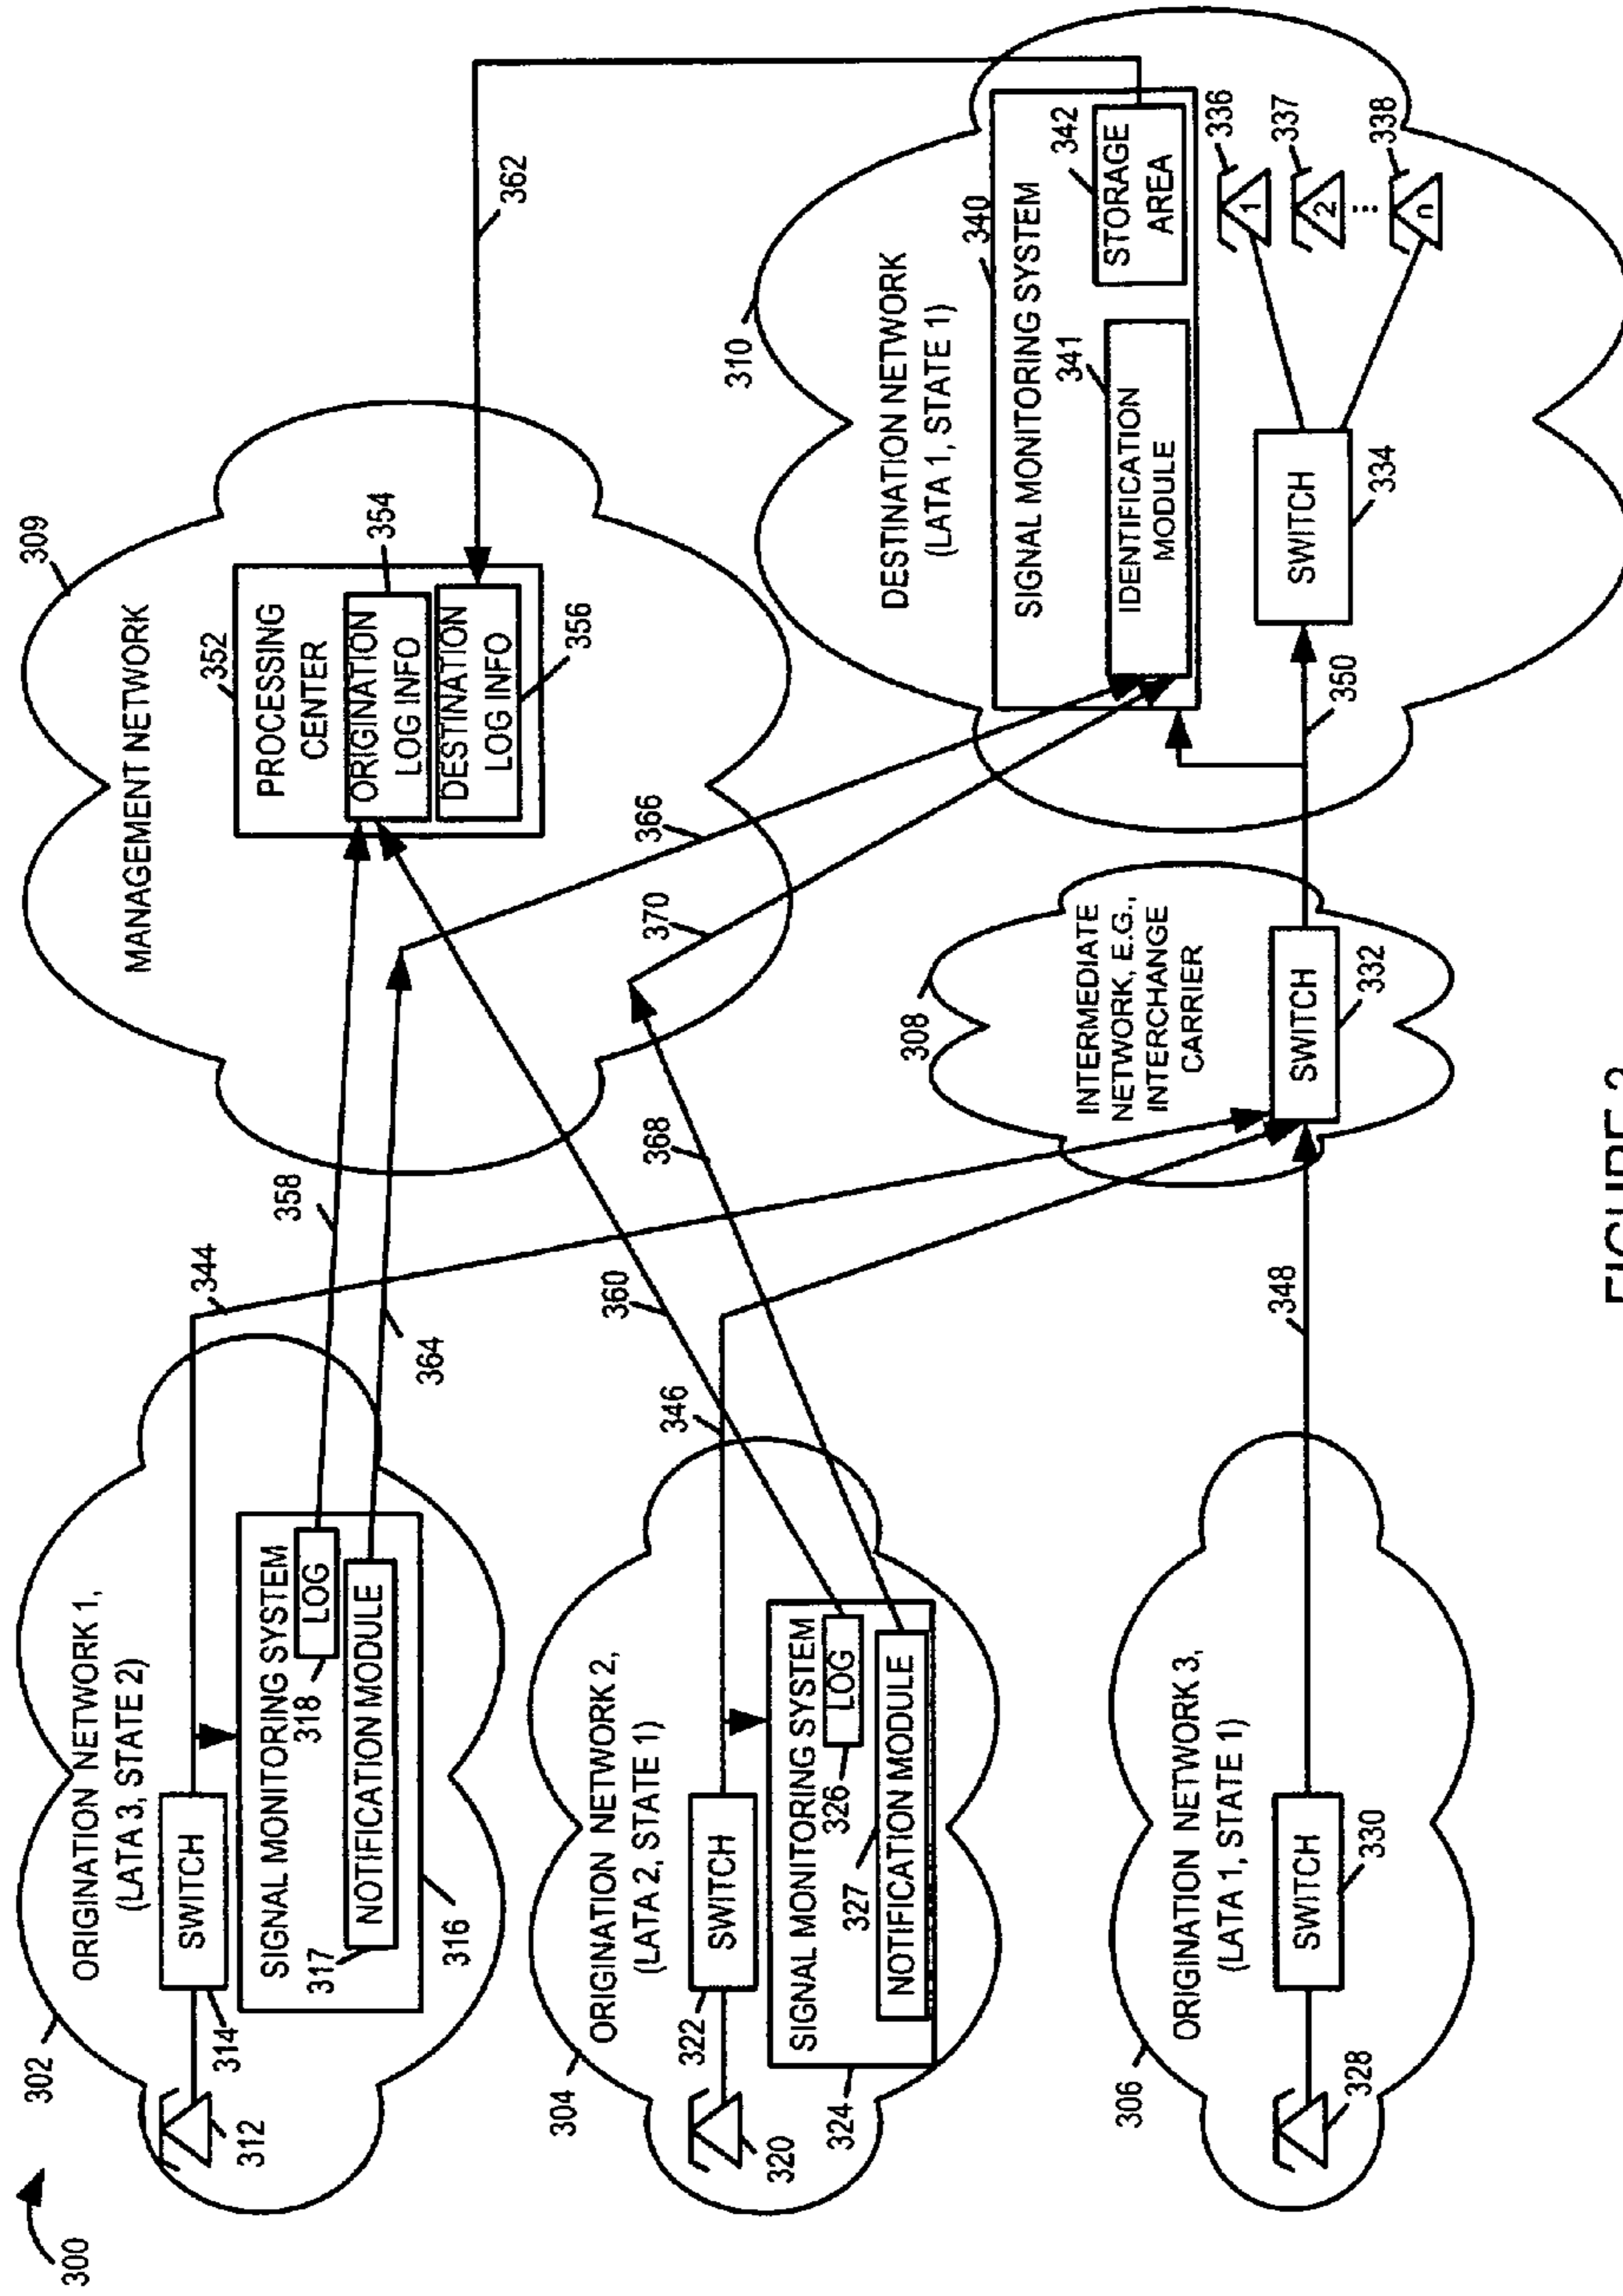 300
302
ORIGINATION NETWORK 1,
(LATA 3, STATE 2)
312
314
SWITCH
344
SIGNAL MONITORING SYSTEM
318
LOG
317
NOTIFICATION MODULE
316
358
364
304
ORIGINATION NETWORK 2,
(LATA 2, STATE 1)
320
322
SWITCH
346
SIGNAL MONITORING SYSTEM
326
LOG
327
NOTIFICATION MODULE
324
360
368
306
ORIGINATION NETWORK 3,
(LATA 1, STATE 1)
328
SWITCH
330
348
309
MANAGEMENT NETWORK
352
PROCESSING
CENTER
ORIGINATION
LOG INFO
354
DESTINATION
LOG INFO
356
362
366
370
308
INTERMEDIATE
NETWORK, E.G.,
INTERCHANGE
CARRIER
SWITCH
332
350
310
DESTINATION NETWORK
(LATA 1, STATE 1)
340
SIGNAL MONITORING SYSTEM
341
IDENTIFICATION
MODULE
342
STORAGE
AREA
SWITCH
334
1
336
2
337
...
n
338